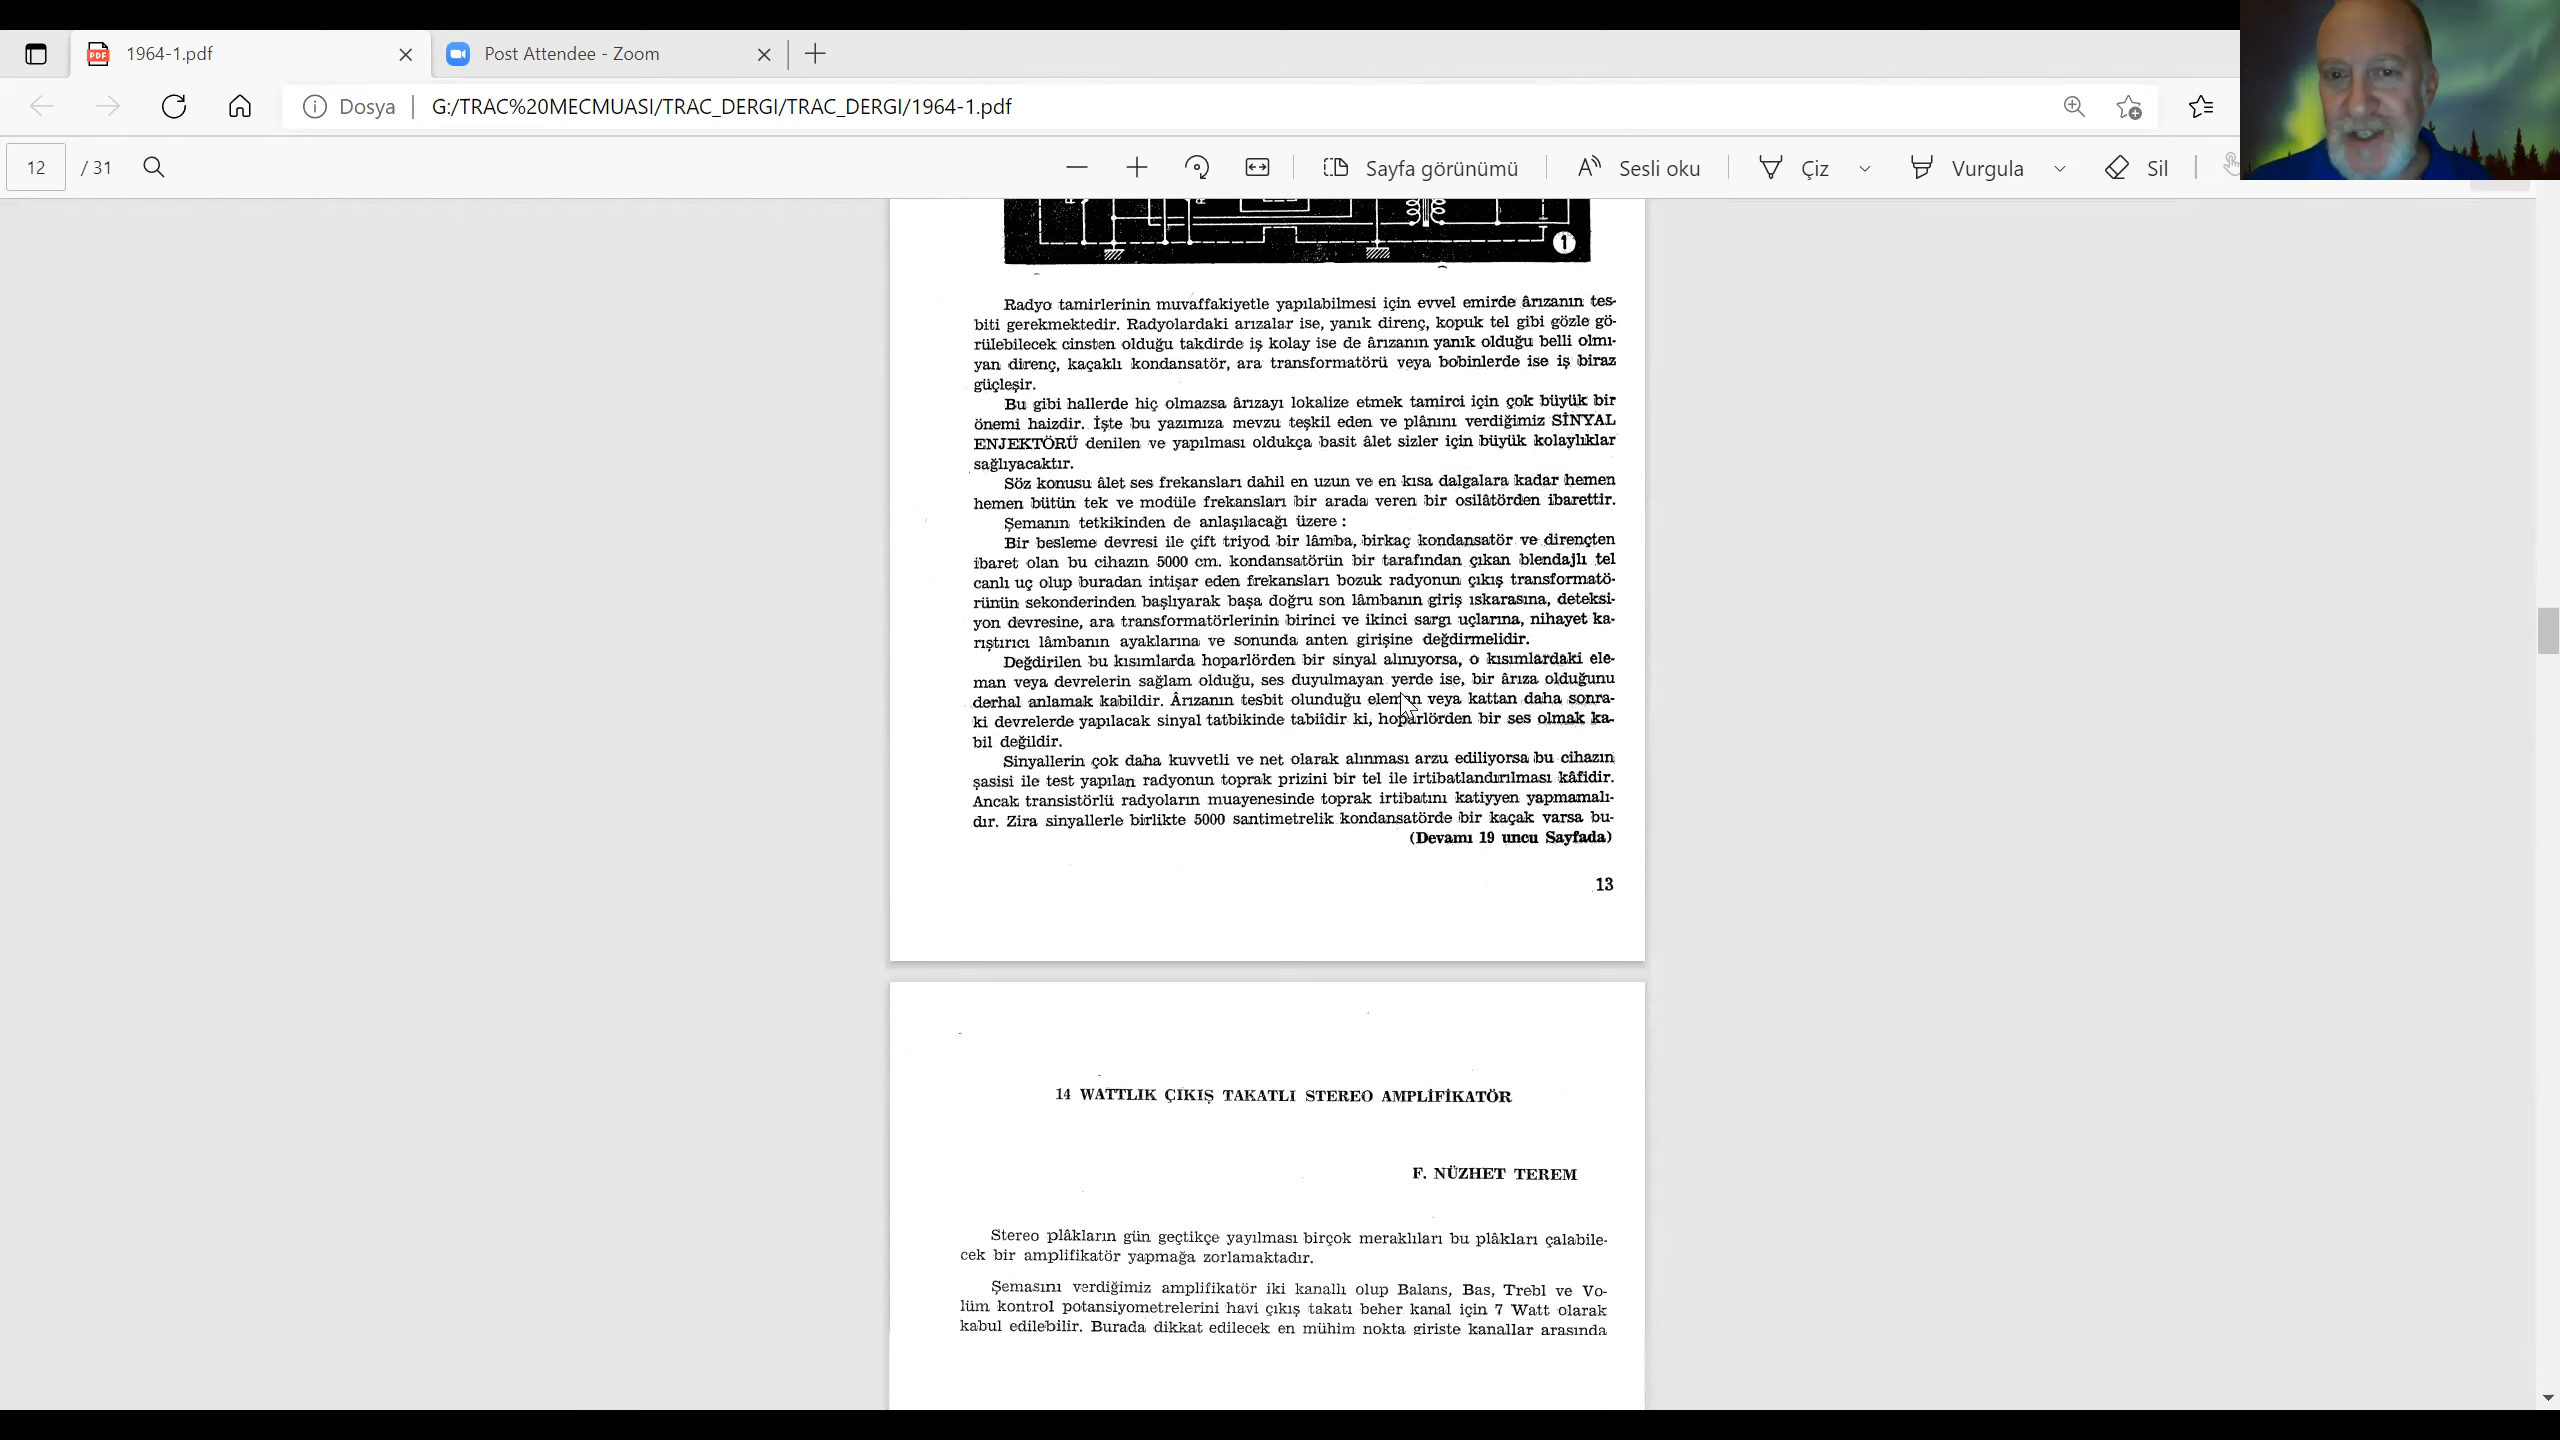 1964-1.pdf
Post Attendee - Zoom
Dosya
G:/TRAC%20MECMUASI/TRAC_DERGI/TRAC_DERGI/1964-1.pdf
12 / 31
Sayfa görünümü
Sesli oku
Çiz
Vurgula
Sil
1
Radyo tamirlerinin muvaffakiyetle yapılabilmesi için evvel emirde ârızanın tes-
biti gerekmektedir. Radyolardaki arızalar ise, yanık direnç, kopuk tel gibi gözle gö-
rülebilecek cinsten olduğu takdirde iş kolay ise de ârızanın yanık olduğu belli olmı-
yan direnç, kaçaklı kondansatör, ara transformatörü veya bobinlerde ise iş biraz
güçleşir.
Bu gibi hallerde hiç olmazsa ârızayı lokalize etmek tamirci için çok büyük bir
önemi haizdir. İşte bu yazımıza mevzu teşkil eden ve plânını verdiğimiz SİNYAL
ENJEKTÖRÜ denilen ve yapılması oldukça basit âlet sizler için büyük kolaylıklar
sağlıyacaktır.
Söz konusu âlet ses frekansları dahil en uzun ve en kısa dalgalara kadar hemen
hemen bütün tek ve modüle frekansları bir arada veren bir osilâtörden ibarettir.
Şemanın tetkikinden de anlaşılacağı üzere :
Bir besleme devresi ile çift triyod bir lâmba, birkaç kondansatör ve dirençten
ibaret olan bu cihazın 5000 cm. kondansatörün bir tarafından çıkan blendajlı tel
canlı uç olup buradan intişar eden frekansları bozuk radyonun çıkış transformatö-
rünün sekonderinden başlıyarak başa doğru son lâmbanın giriş ıskarasına, deteksi-
yon devresine, ara transformatörlerinin birinci ve ikinci sargı uçlarına, nihayet ka-
rıştırıcı lâmbanın ayaklarına ve sonunda anten girişine değdirmelidir.
Değdirilen bu kısımlarda hoparlörden bir sinyal alınıyorsa, o kısımlardaki ele-
man veya devrelerin sağlam olduğu, ses duyulmayan yerde ise, bir ârıza olduğunu
derhal anlamak kabildir. Ârızanın tesbit olunduğu eleman veya kattan daha sonra-
ki devrelerde yapılacak sinyal tatbikinde tabiîdir ki, hoparlörden bir ses olmak ka-
bil değildir.
Sinyallerin çok daha kuvvetli ve net olarak alınması arzu ediliyorsa bu cihazın
şasisi ile test yapılan radyonun toprak prizini bir tel ile irtibatlandırılması kâfidir.
Ancak transistörlü radyoların muayenesinde toprak irtibatını katiyyen yapmamalı-
dır. Zira sinyallerle birlikte 5000 santimetrelik kondansatörde bir kaçak varsa bu-
(Devamı 19 uncu Sayfada)
13
14 WATTLIK ÇIKIŞ TAKATLI STEREO AMPLİFİKATÖR
F. NÜZHET TEREM
Stereo plâkların gün geçtikçe yayılması birçok meraklıları bu plâkları çalabile-
cek bir amplifikatör yapmağa zorlamaktadır.
Şemasını verdiğimiz amplifikatör iki kanallı olup Balans, Bas, Trebl ve Vo-
lüm kontrol potansiyometrelerini havi çıkış takatı beher kanal için 7 Watt olarak
kabul edilebilir. Burada dikkat edilecek en mühim nokta girişte kanallar arasında